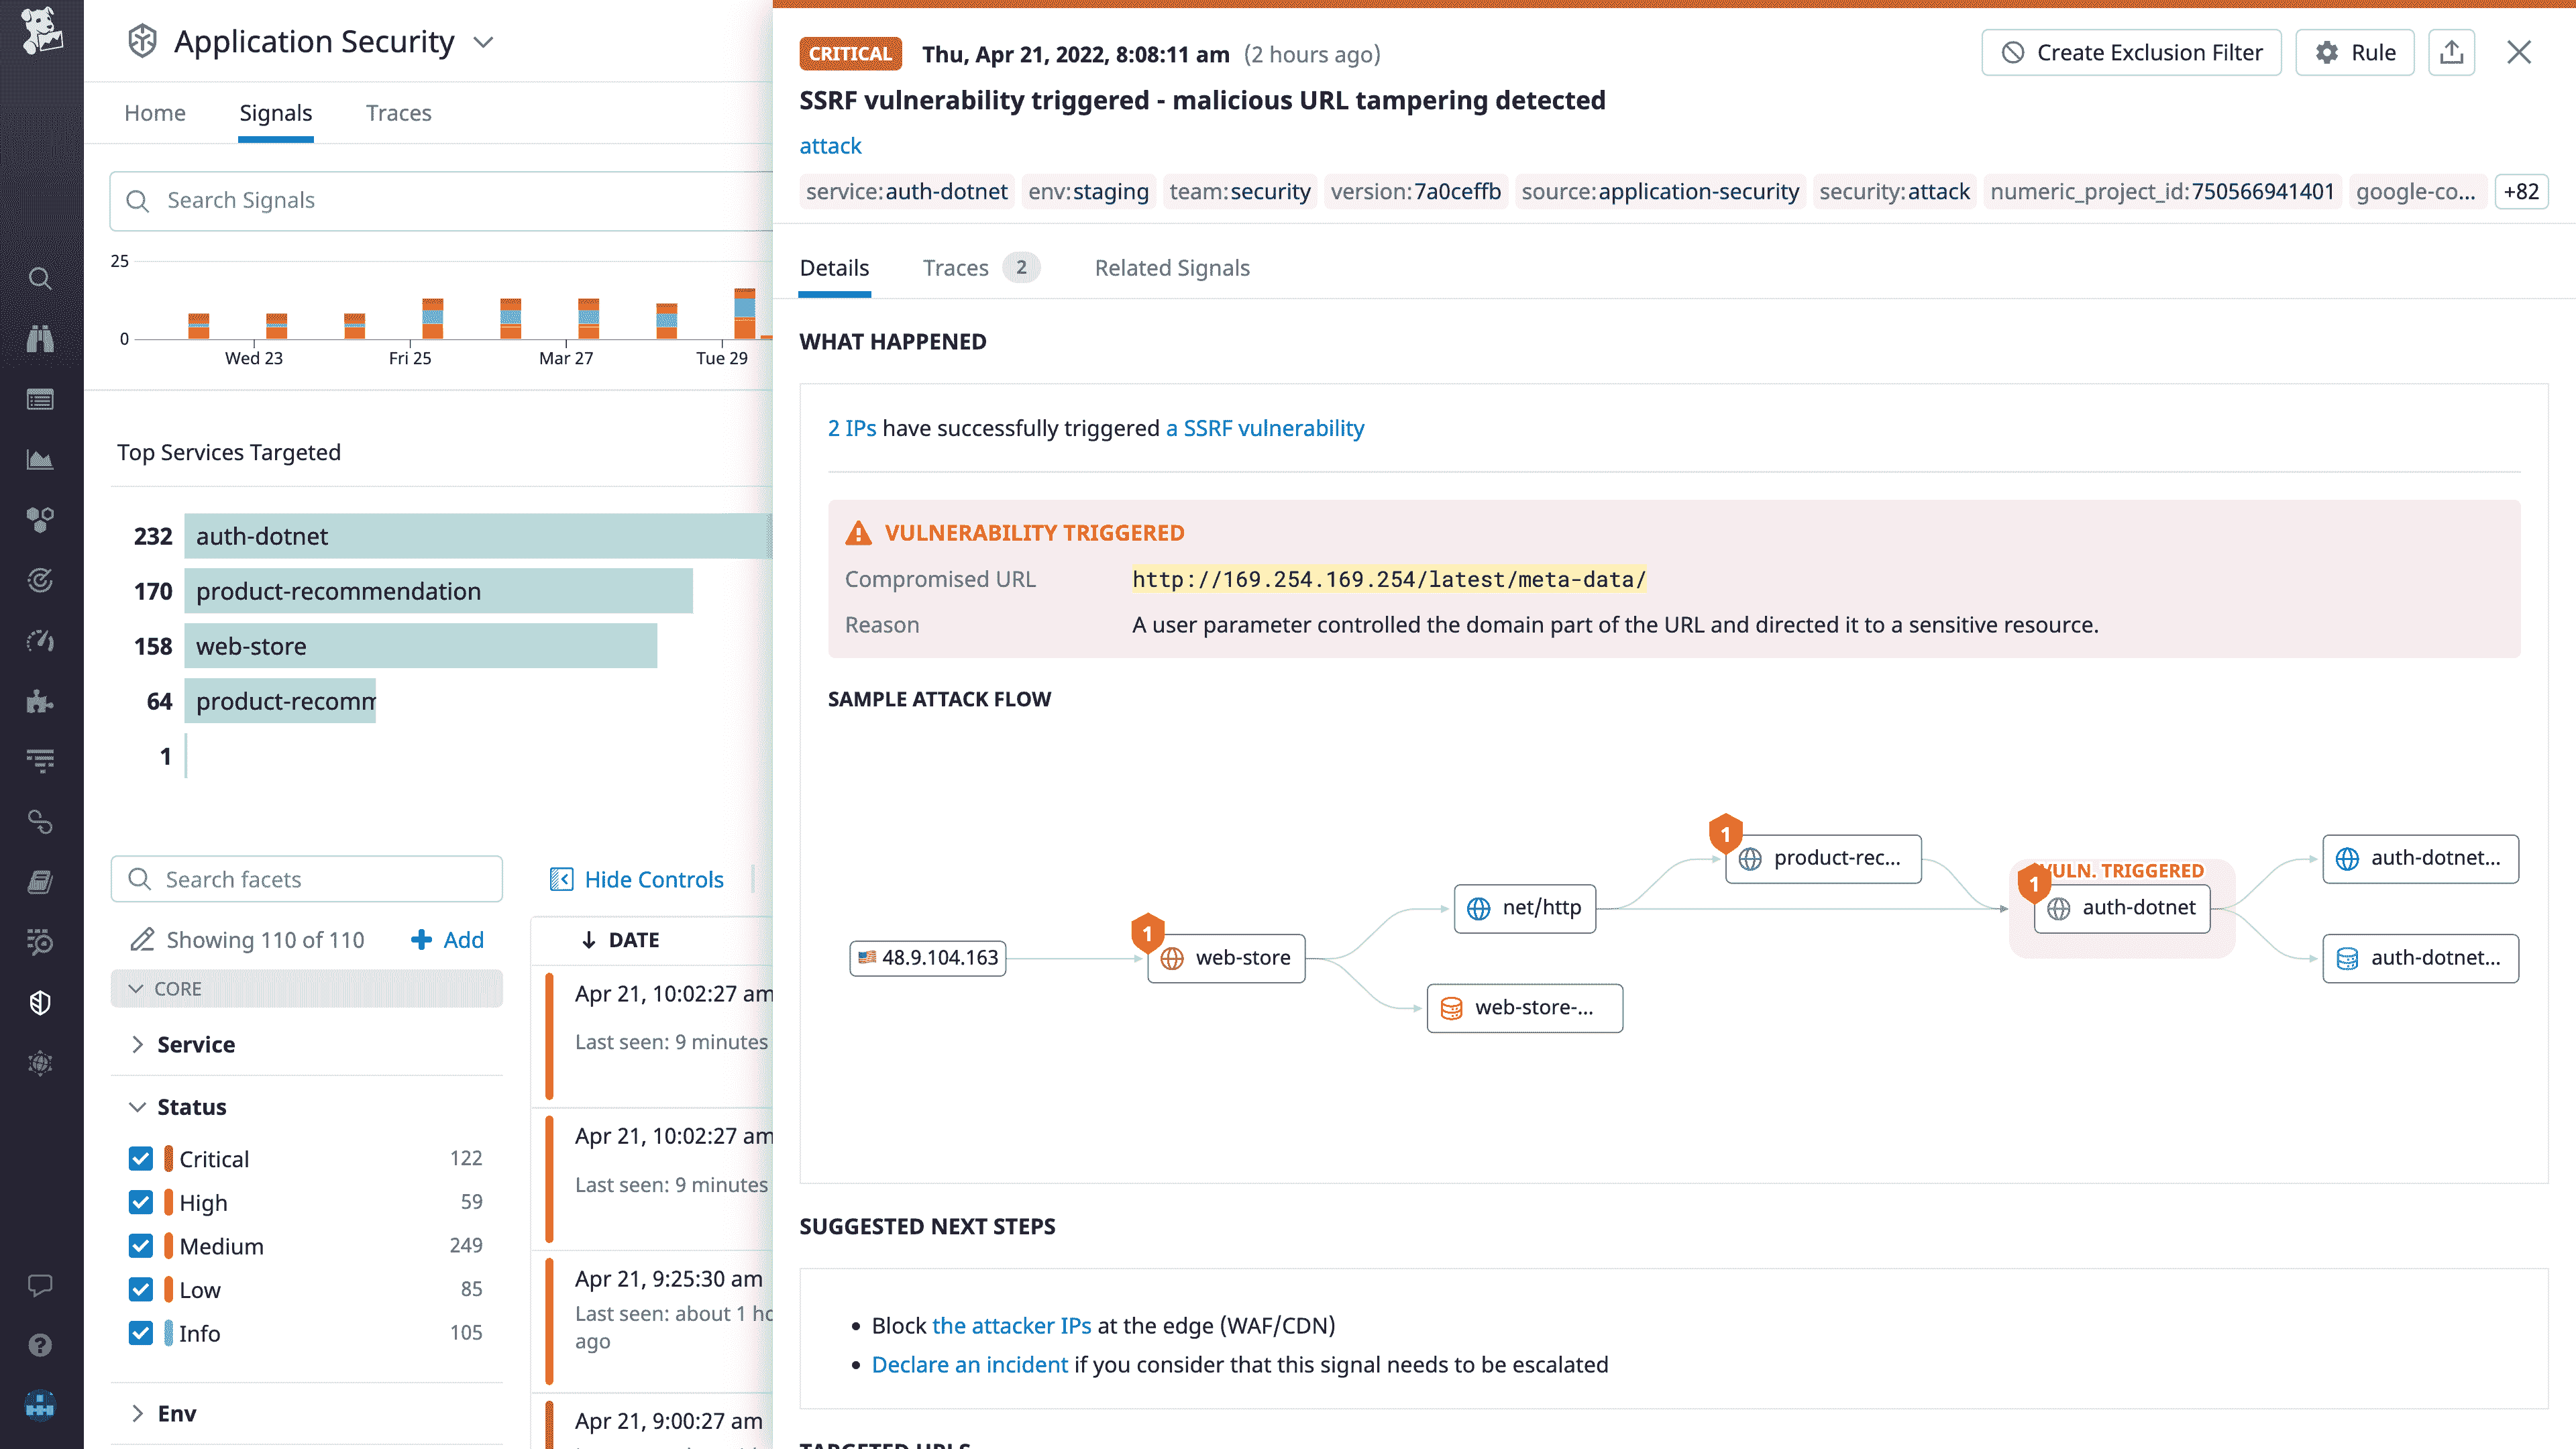 Application Security
Home Signals Traces
Search Signals
25
0
Wed 23 Fri 25 Mar 27 Tue 29
Top Services Targeted
232 auth-dotnet
170 product-recommendation
158 web-store
64 product-recomm
1
Search facets
Showing 110 of 110 Add
CORE
Service
Status
Critical 122
High 59
Medium 249
Low 85
Info 105
Env
Hide Controls
DATE
Apr 21, 10:02:27 am
Last seen: 9 minutes
Apr 21, 10:02:27 am
Last seen: 9 minutes
Apr 21, 9:25:30 am
Last seen: about 1 ho
ago
Apr 21, 9:00:27 am
CRITICAL Thu, Apr 21, 2022, 8:08:11 am (2 hours ago)
Create Exclusion Filter Rule
SSRF vulnerability triggered - malicious URL tampering detected
attack
service:auth-dotnet env:staging team:security version:7a0ceffb source:application-security security:attack numeric_project_id:750566941401 google-co... +82
Details Traces 2 Related Signals
WHAT HAPPENED
2 IPs have successfully triggered a SSRF vulnerability
VULNERABILITY TRIGGERED
Compromised URL http://169.254.169.254/latest/meta-data/
Reason A user parameter controlled the domain part of the URL and directed it to a sensitive resource.
SAMPLE ATTACK FLOW
48.9.104.163
1
web-store
net/http
web-store-...
1
product-rec...
VULN. TRIGGERED
1
auth-dotnet
auth-dotnet...
auth-dotnet...
SUGGESTED NEXT STEPS
• Block the attacker IPs at the edge (WAF/CDN)
• Declare an incident if you consider that this signal needs to be escalated
TARGETED URLS